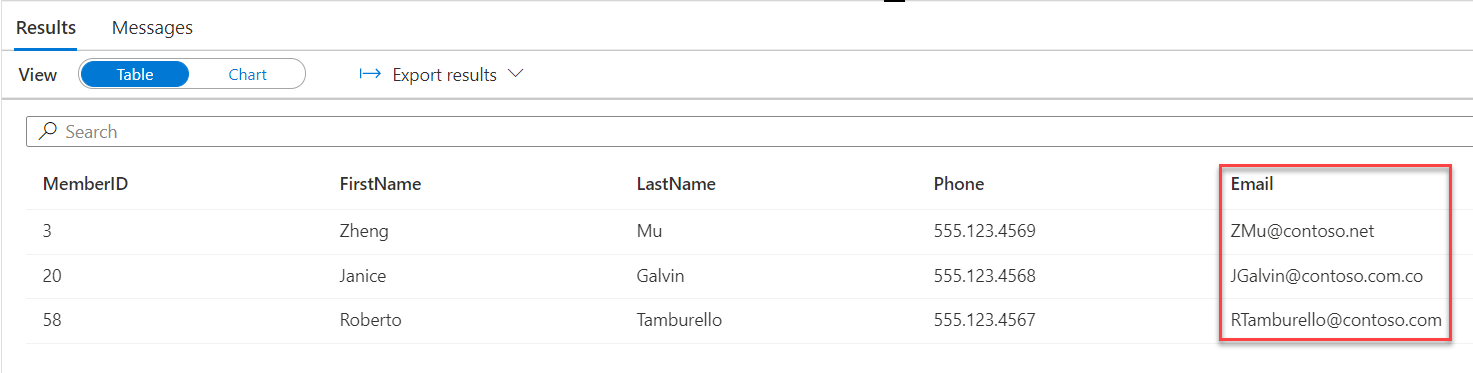 Results Messages
View Table Chart Export results
Search
MemberID FirstName LastName Phone Email
3 Zheng Mu 555.123.4569 ZMu@contoso.net
20 Janice Galvin 555.123.4568 JGalvin@contoso.com.co
58 Roberto Tamburello 555.123.4567 RTamburello@contoso.com